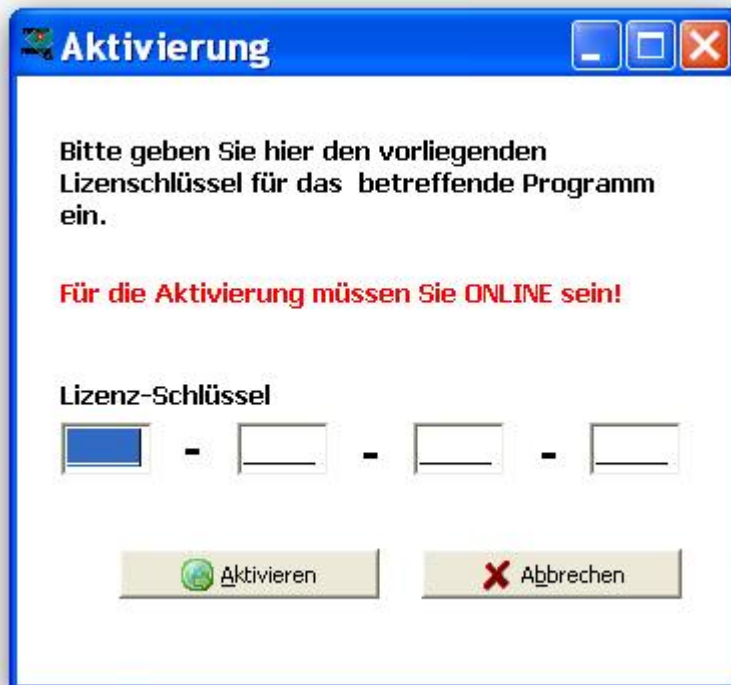 Aktivierung
Bitte geben Sie hier den vorliegenden
Lizenschlüssel für das betreffende Programm
ein.
Für die Aktivierung müssen Sie ONLINE sein!
Lizenz-Schlüssel
- - -
Aktivieren Abbrechen